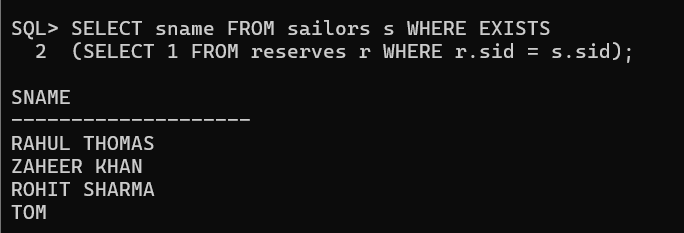 SQL> SELECT sname FROM sailors s WHERE EXISTS
  2  (SELECT 1 FROM reserves r WHERE r.sid = s.sid);

SNAME
--------------------
RAHUL THOMAS
ZAHEER KHAN
ROHIT SHARMA
TOM